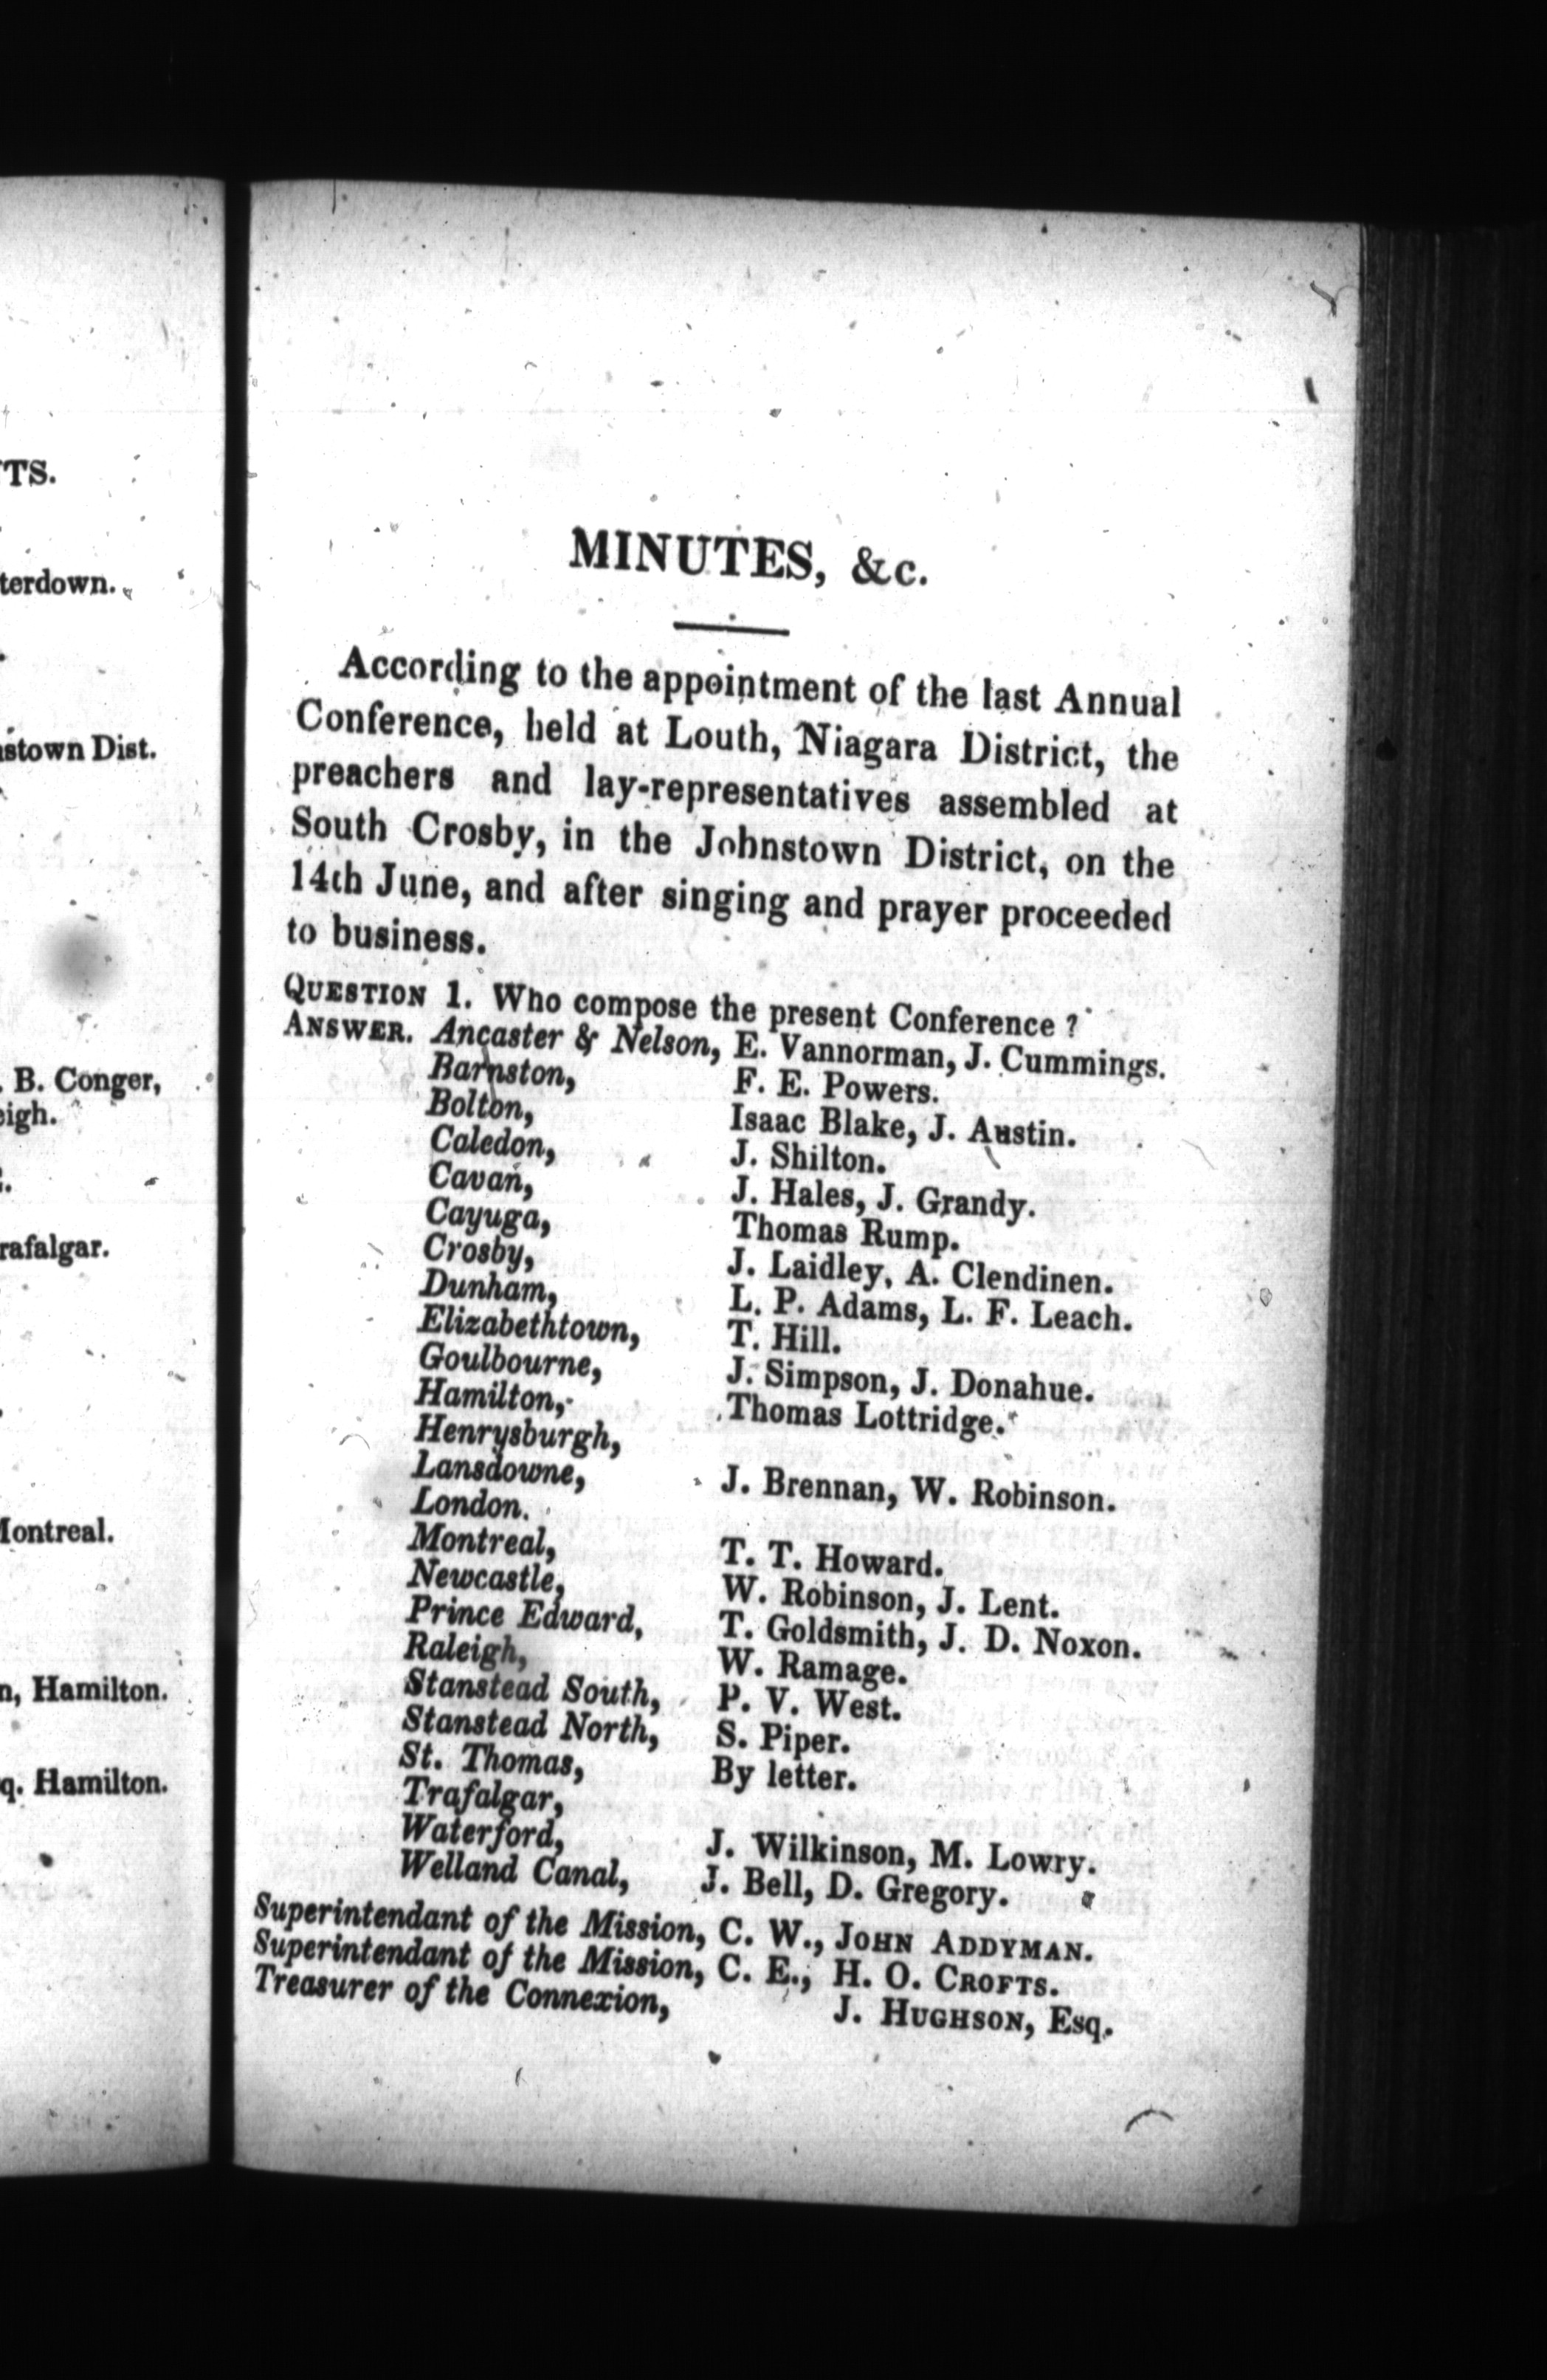 TS.
terdown.
stown Dist.
B. Conger,
eigh.
rafalgar.
Montreal.
n, Hamilton.
q. Hamilton.
MINUTES, &c.
According to the appointment of the last Annual
Conference, held at Louth, Niagara District, the
preachers and lay-representatives assembled at
South Crosby, in the Johnstown District, on the
14th June, and after singing and prayer proceeded
to business.
QUESTION 1. Who compose the present Conference?
ANSWER. Ancaster & Nelson, E. Vannorman, J. Cummings.
Barnston, F. E. Powers.
Bolton, Isaac Blake, J. Austin.
Caledon, J. Shilton.
Cavan, J. Hales, J. Grandy.
Cayuga, Thomas Rump.
Crosby, J. Laidley, A. Clendinen.
Dunham, L. P. Adams, L. F. Leach.
Elizabethtown, T. Hill.
Goulbourne, J. Simpson, J. Donahue.
Hamilton, Thomas Lottridge.
Henrysburgh,
Lansdowne, J. Brennan, W. Robinson.
London.
Montreal, T. T. Howard.
Newcastle, W. Robinson, J. Lent.
Prince Edward, T. Goldsmith, J. D. Noxon.
Raleigh, W. Ramage.
Stanstead South, P. V. West.
Stanstead North, S. Piper.
St. Thomas, By letter.
Trafalgar,
Waterford, J. Wilkinson, M. Lowry.
Welland Canal, J. Bell, D. Gregory.
Superintendant of the Mission, C. W., JOHN ADDYMAN.
Superintendant of the Mission, C. E., H. O. CROFTS.
Treasurer of the Connexion, J. HUGHSON, Esq.